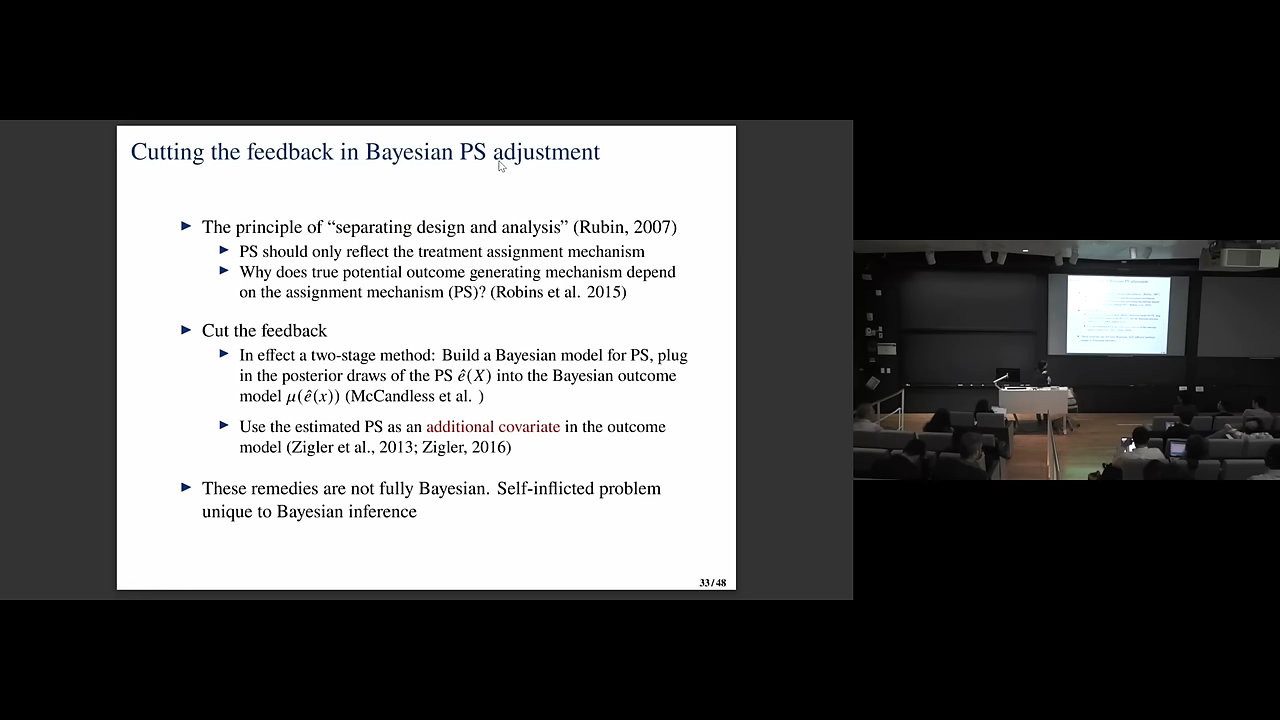 Cutting the feedback in Bayesian PS adjustment
▶ The principle of “separating design and analysis” (Rubin, 2007)
▶ PS should only reflect the treatment assignment mechanism
▶ Why does true potential outcome generating mechanism depend
on the assignment mechanism (PS)? (Robins et al. 2015)
▶ Cut the feedback
▶ In effect a two-stage method: Build a Bayesian model for PS, plug
in the posterior draws of the PS ê(X) into the Bayesian outcome
model μ(ê(x)) (McCandless et al. )
▶ Use the estimated PS as an additional covariate in the outcome
model (Zigler et al., 2013; Zigler, 2016)
▶ These remedies are not fully Bayesian. Self-inflicted problem
unique to Bayesian inference
33 / 48